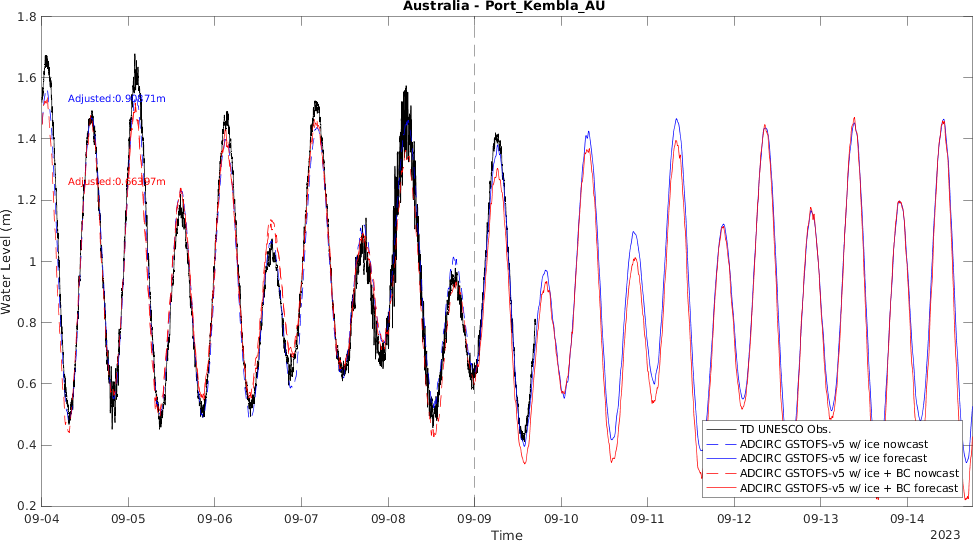 Australia - Port_Kembla_AU
1.8
1.6
1.4
1.2
1
0.8
0.6
0.4
0.2
Water Level (m)
TD UNESCO Obs.
ADCIRC GSTOFS-v5 w/ ice nowcast
ADCIRC GSTOFS-v5 w/ ice forecast
ADCIRC GSTOFS-v5 w/ ice + BC nowcast
ADCIRC GSTOFS-v5 w/ ice + BC forecast
09-04 09-05 09-06 09-07 09-08 09-09 09-10 09-11 09-12 09-13 09-14
Time
2023